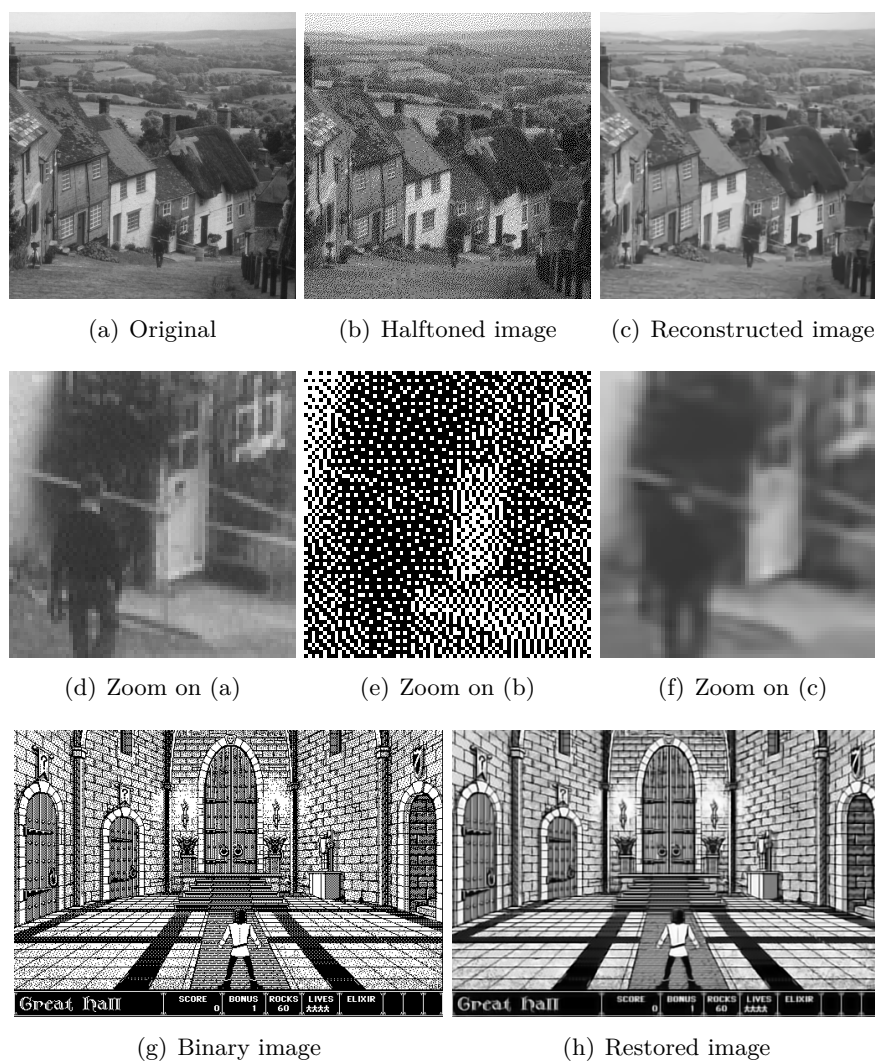 (a) Original
(b) Halftoned image
(c) Reconstructed image
(d) Zoom on (a)
(e) Zoom on (b)
(f) Zoom on (c)
Great Hall SCORE 0 BONUS 1 ROCKS 60 LIVES ELIXIR
Great Hall SCORE 0 BONUS 1 ROCKS 60 LIVES ELIXIR
(g) Binary image
(h) Restored image